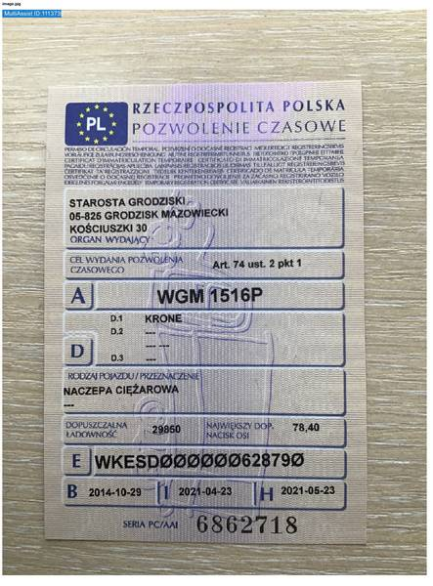 MultiAssist ID:111373
PL
RZECZPOSPOLITA POLSKA
POZWOLENIE CZASOWE
STAROSTA GRODZISKI
05-825 GRODZISK MAZOWIECKI
KOŚCIUSZKI 30
ORGAN WYDAJĄCY
CEL WYDANIA POZWOLENIA
CZASOWEGO Art. 74 ust. 2 pkt 1
A WGM 1516P
D.1 KRONE
D.2 ---
--- ---
D
D.3 ---
RODZAJ POJAZDU / PRZEZNACZENIE
NACZEPA CIĘŻAROWA
---
DOPUSZCZALNA ŁADOWNOŚĆ 29850 NAJWIĘKSZY DOP. NACISK OSI 78,40
E WKESDØØØØØØ62879Ø
B 2014-10-29 I 2021-04-23 H 2021-05-23
SERIA PC/AAI 6862718